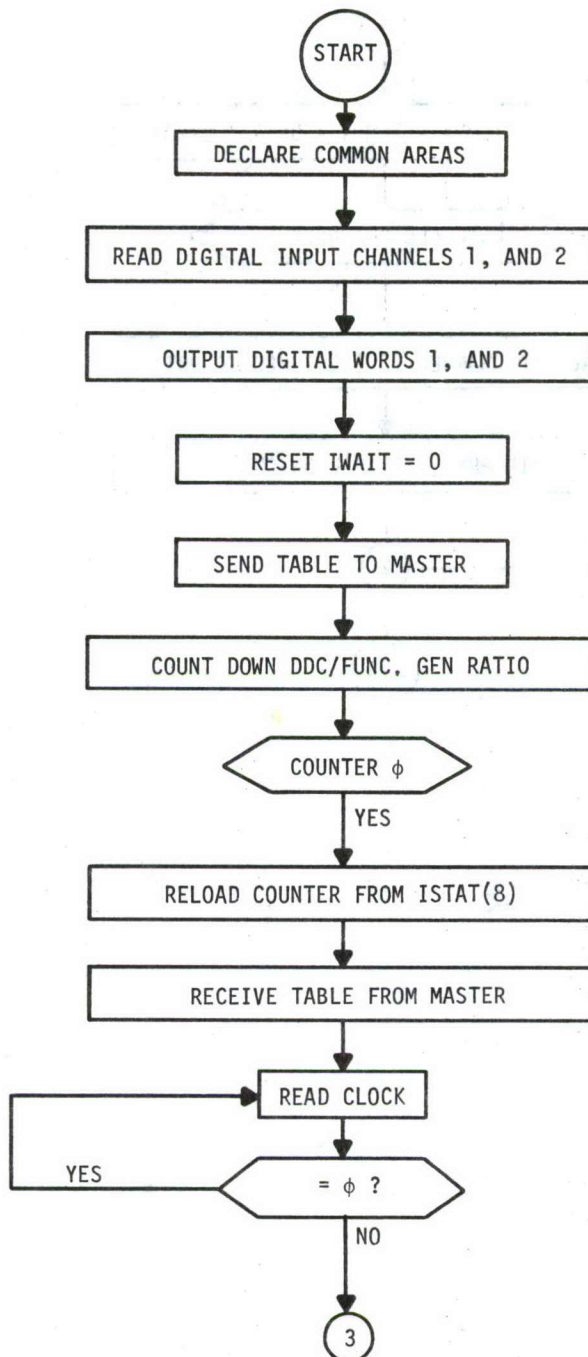 START
DECLARE COMMON AREAS
READ DIGITAL INPUT CHANNELS 1, AND 2
OUTPUT DIGITAL WORDS 1, AND 2
RESET IWAIT = 0
SEND TABLE TO MASTER
COUNT DOWN DDC/FUNC. GEN RATIO
COUNTER ϕ
YES
RELOAD COUNTER FROM ISTAT(8)
RECEIVE TABLE FROM MASTER
READ CLOCK
YES
= ϕ ?
NO
3